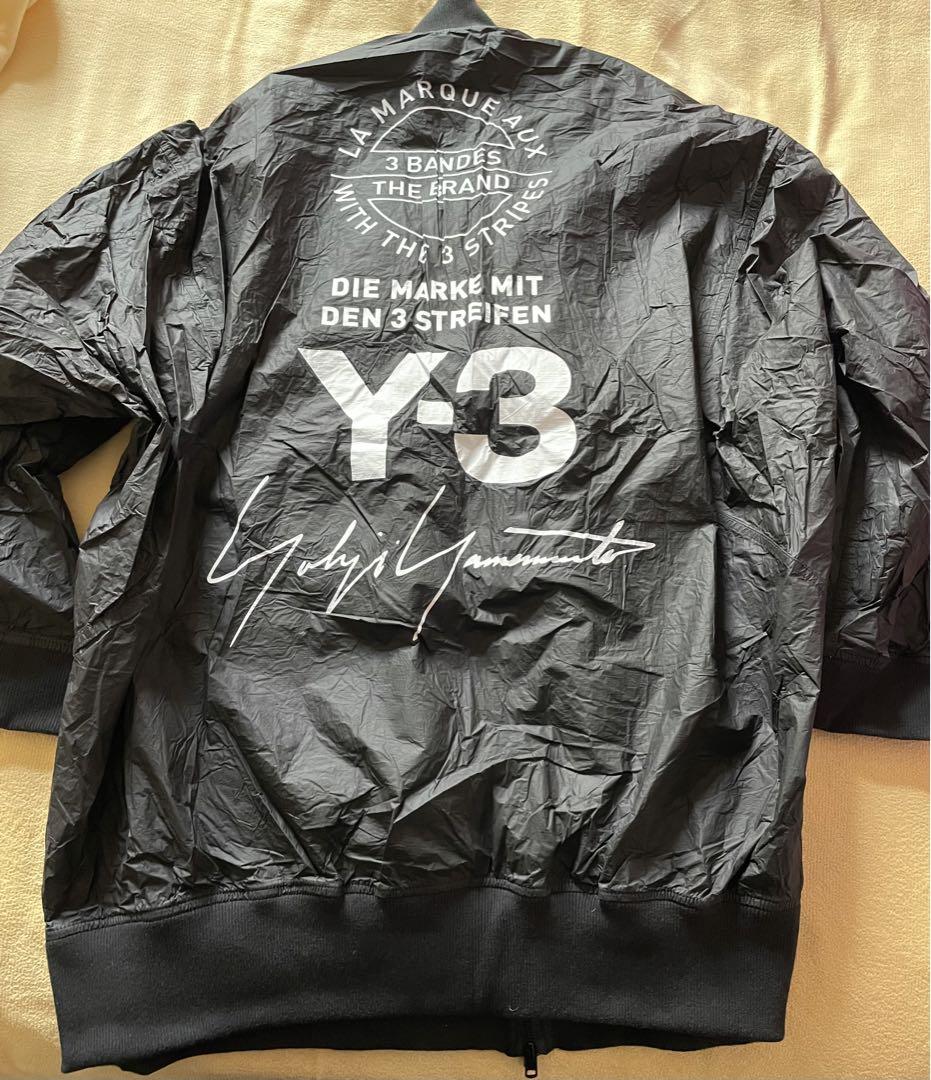 LA MARQUE AUX
3 BANDES
THE BRAND
WITH THE 3 STRIPES
DIE MARKE MIT
DEN 3 STREIFEN
Y-3
Yohji Yamamoto